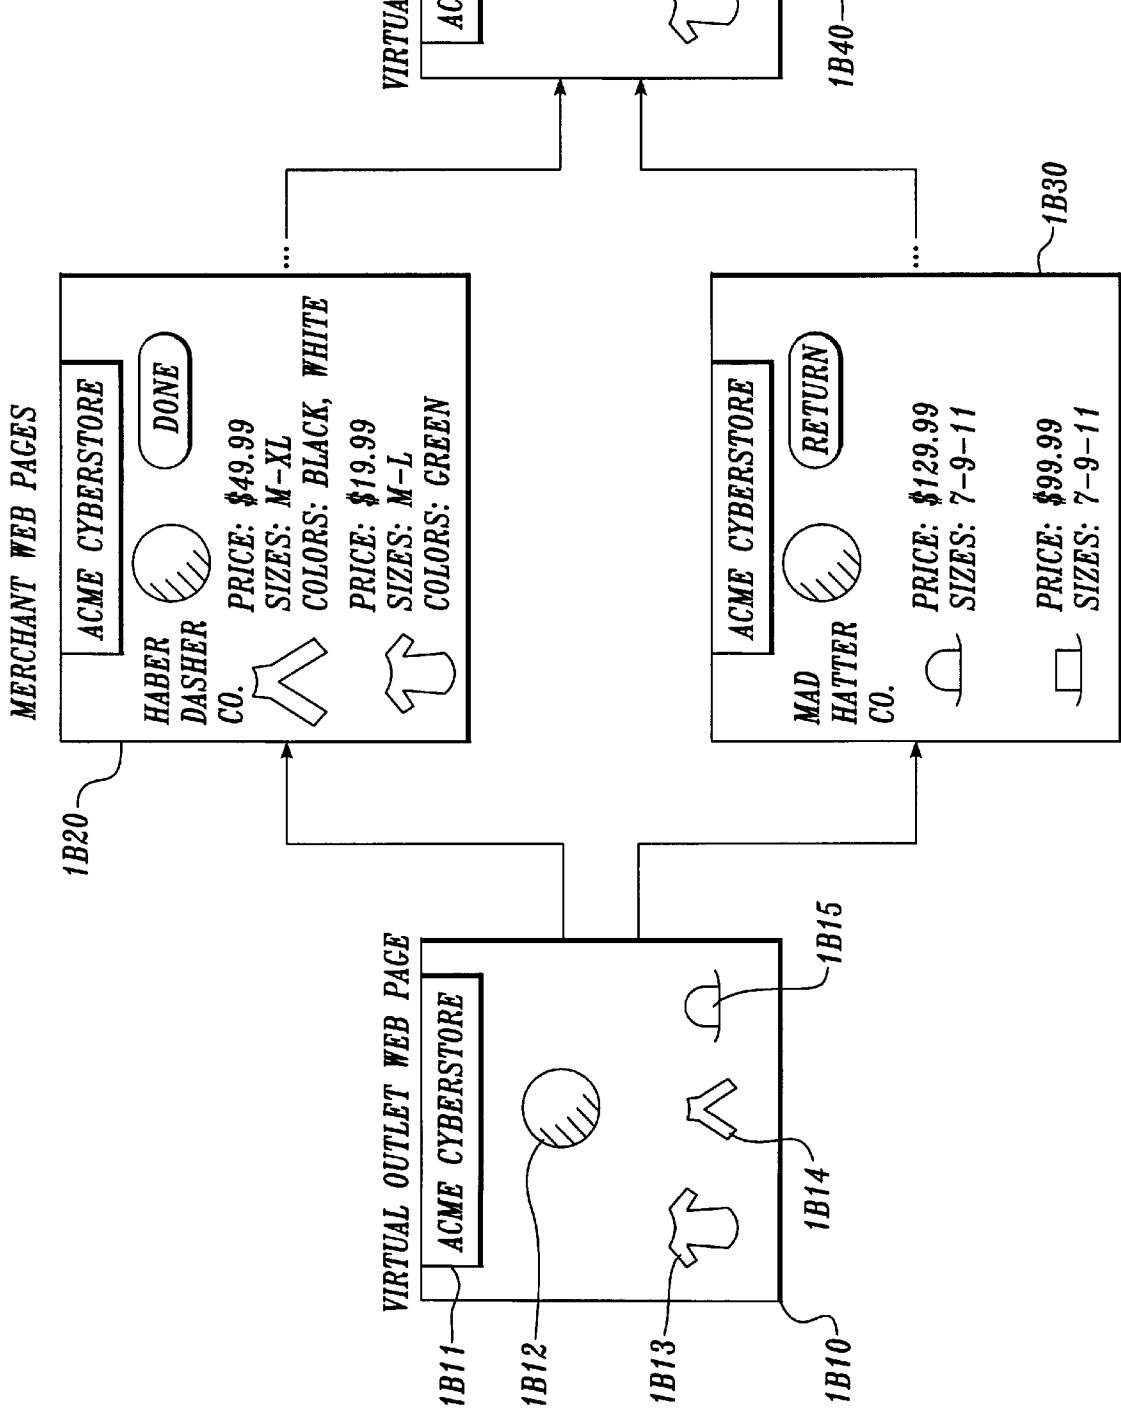 MERCHANT WEB PAGES
VIRTUAL OUTLET WEB PAGE
ACME CYBERSTORE
1B11
1B12
1B13
1B14
1B15
1B10
1B20
ACME CYBERSTORE
HABER
DASHER
CO.
DONE
PRICE: $49.99
SIZES: M-XL
COLORS: BLACK, WHITE
PRICE: $19.99
SIZES: M-L
COLORS: GREEN
...
ACME CYBERSTORE
MAD
HATTER
CO.
RETURN
PRICE: $129.99
SIZES: 7-9-11
PRICE: $99.99
SIZES: 7-9-11
...
1B30
VIRTUA
AC
1B40